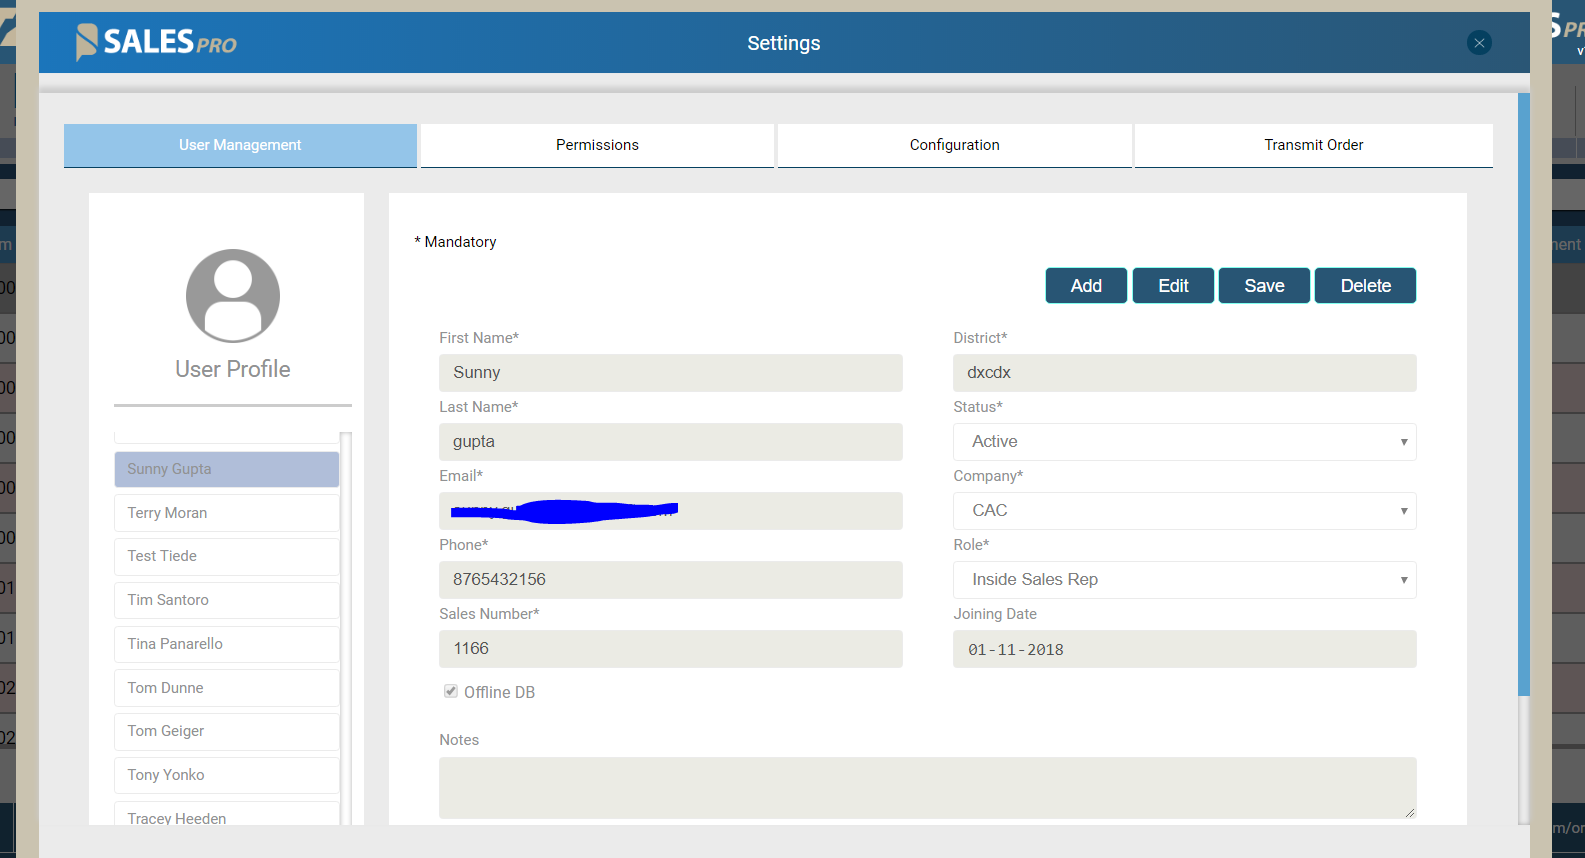 SALES PRO
Settings
User Management
Permissions
Configuration
Transmit Order
User Profile
Sunny Gupta
Terry Moran
Test Tiede
Tim Santoro
Tina Panarello
Tom Dunne
Tom Geiger
Tony Yonko
Tracey Heeden
* Mandatory
Add Edit Save Delete
First Name*
Sunny
Last Name*
gupta
Email*
Phone*
8765432156
Sales Number*
1166
Offline DB
District*
dxcdx
Status*
Active
Company*
CAC
Role*
Inside Sales Rep
Joining Date
01-11-2018
Notes